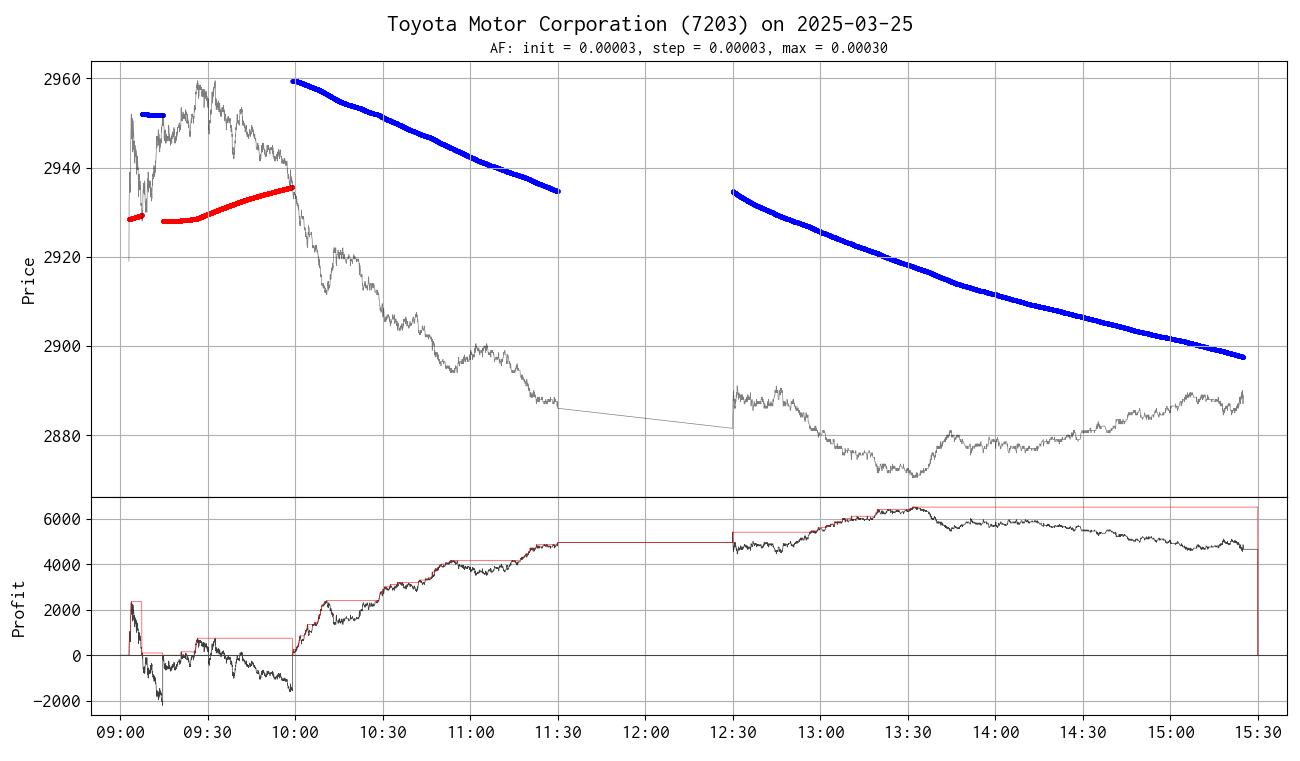 Toyota Motor Corporation (7203) on 2025-03-25
AF: init = 0.00003, step = 0.00003, max = 0.00030
Price
2960
2940
2920
2900
2880
Profit
6000
4000
2000
0
−2000
09:00 09:30 10:00 10:30 11:00 11:30 12:00 12:30 13:00 13:30 14:00 14:30 15:00 15:30